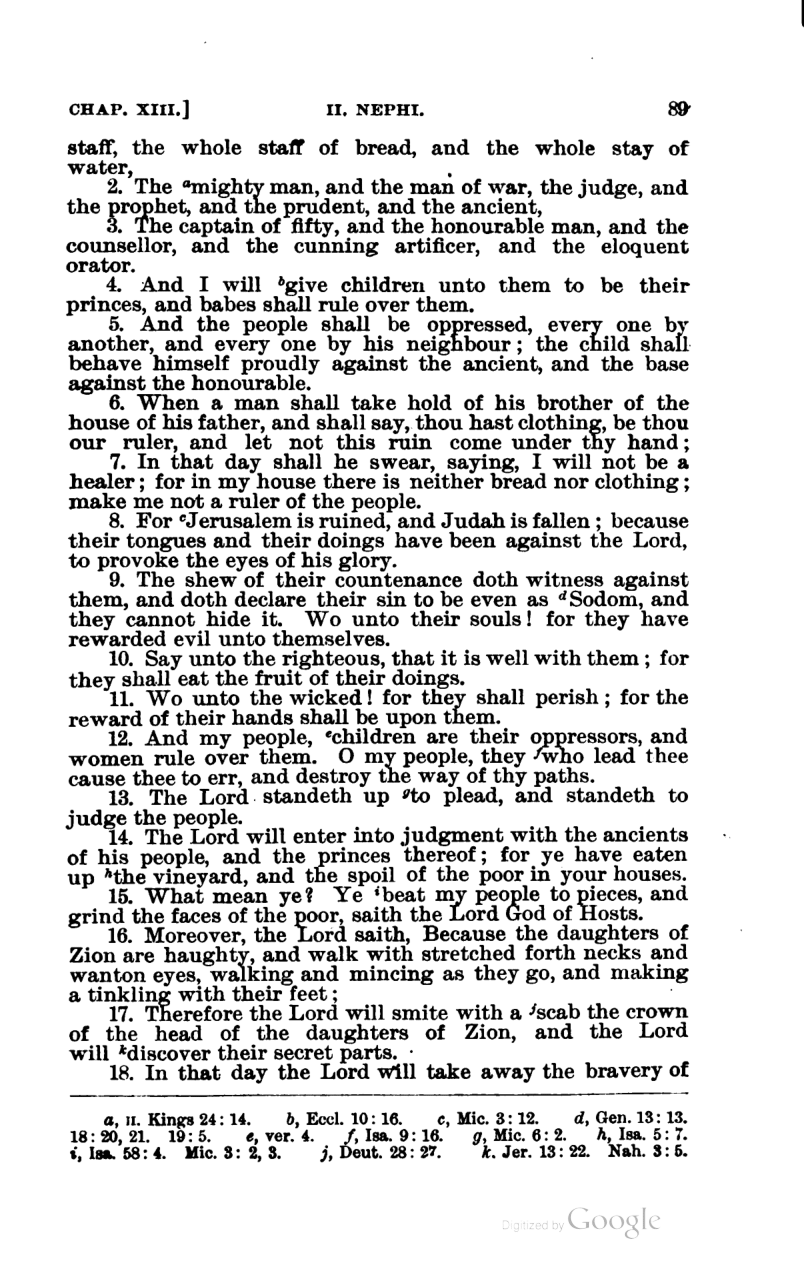 CHAP. XIII.] II. NEPHI. 89
staff, the whole staff of bread, and the whole stay of
water,
2. The ᵃmighty man, and the man of war, the judge, and
the prophet, and the prudent, and the ancient,
3. The captain of fifty, and the honourable man, and the
counsellor, and the cunning artificer, and the eloquent
orator.
4. And I will ᵇgive children unto them to be their
princes, and babes shall rule over them.
5. And the people shall be oppressed, every one by
another, and every one by his neighbour; the child shall
behave himself proudly against the ancient, and the base
against the honourable.
6. When a man shall take hold of his brother of the
house of his father, and shall say, thou hast clothing, be thou
our ruler, and let not this ruin come under thy hand;
7. In that day shall he swear, saying, I will not be a
healer; for in my house there is neither bread nor clothing;
make me not a ruler of the people.
8. For ᶜJerusalem is ruined, and Judah is fallen; because
their tongues and their doings have been against the Lord,
to provoke the eyes of his glory.
9. The shew of their countenance doth witness against
them, and doth declare their sin to be even as ᵈSodom, and
they cannot hide it. Wo unto their souls! for they have
rewarded evil unto themselves.
10. Say unto the righteous, that it is well with them; for
they shall eat the fruit of their doings.
11. Wo unto the wicked! for they shall perish; for the
reward of their hands shall be upon them.
12. And my people, ᵉchildren are their oppressors, and
women rule over them. O my people, they ᶠwho lead thee
cause thee to err, and destroy the way of thy paths.
13. The Lord standeth up ᵍto plead, and standeth to
judge the people.
14. The Lord will enter into judgment with the ancients
of his people, and the princes thereof; for ye have eaten
up ʰthe vineyard, and the spoil of the poor in your houses.
15. What mean ye? Ye ⁱbeat my people to pieces, and
grind the faces of the poor, saith the Lord God of Hosts.
16. Moreover, the Lord saith, Because the daughters of
Zion are haughty, and walk with stretched forth necks and
wanton eyes, walking and mincing as they go, and making
a tinkling with their feet;
17. Therefore the Lord will smite with a ʲscab the crown
of the head of the daughters of Zion, and the Lord
will ᵏdiscover their secret parts.
18. In that day the Lord will take away the bravery of
a, II. Kings 24: 14. b, Eccl. 10: 16. c, Mic. 3: 12. d, Gen. 13: 13.
18: 20, 21. 19: 5. e, ver. 4. f, Isa. 9: 16. g, Mic. 6: 2. h, Isa. 5: 7.
i, Isa. 58: 4. Mic. 3: 2, 3. j, Deut. 28: 27. k. Jer. 13: 22. Nah. 3: 5.
Digitized by Google